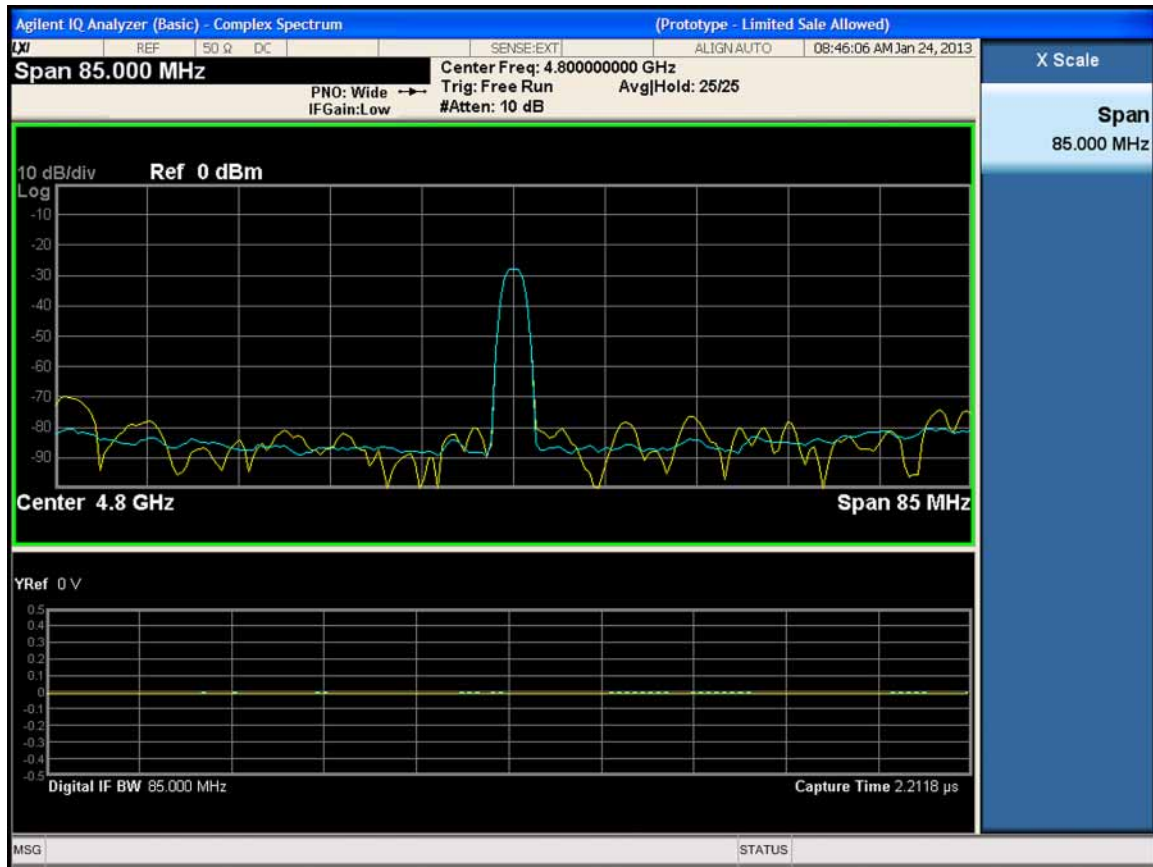 Agilent IQ Analyzer (Basic) - Complex Spectrum (Prototype - Limited Sale Allowed)
LXI REF 50 Ω DC SENSE:EXT ALIGN AUTO 08:46:06 AM Jan 24, 2013
Span 85.000 MHz
PNO: Wide
IFGain:Low
Center Freq: 4.800000000 GHz
Trig: Free Run
#Atten: 10 dB
Avg|Hold: 25/25
X Scale
Span
85.000 MHz
10 dB/div Ref 0 dBm
Log
-10
-20
-30
-40
-50
-60
-70
-80
-90
Center 4.8 GHz Span 85 MHz
YRef 0 V
0.5
0.4
0.3
0.2
0.1
0
-0.1
-0.2
-0.3
-0.4
-0.5
Digital IF BW 85.000 MHz Capture Time 2.2118 µs
MSG STATUS